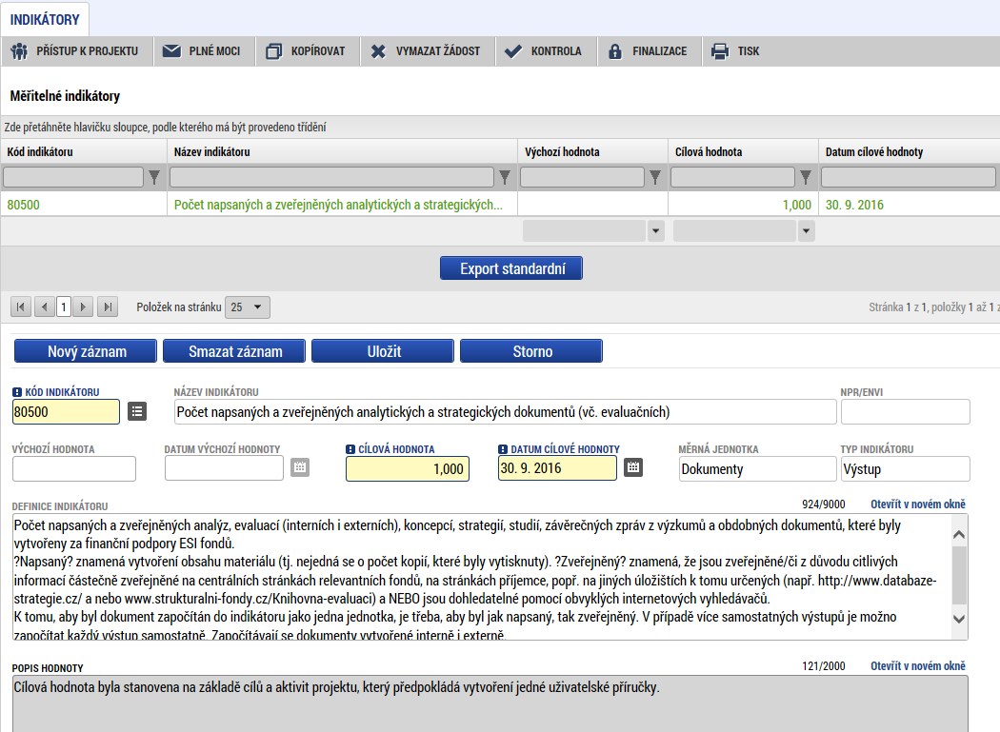 INDIKÁTORY
PŘÍSTUP K PROJEKTU PLNÉ MOCI KOPÍROVAT VYMAZAT ŽÁDOST KONTROLA FINALIZACE TISK
Měřitelné indikátory
Zde přetáhněte hlavičku sloupce, podle kterého má být provedeno třídění
Kód indikátoru Název indikátoru Výchozí hodnota Cílová hodnota Datum cílové hodnoty
80500 Počet napsaných a zveřejněných analytických a strategických... 1,000 30. 9. 2016
Export standardní
1 Položek na stránku 25 Stránka 1 z 1, položky 1 až 1 z
Nový záznam Smazat záznam Uložit Storno
KÓD INDIKÁTORU NÁZEV INDIKÁTORU NPR/ENVI
80500 Počet napsaných a zveřejněných analytických a strategických dokumentů (vč. evaluačních)
VÝCHOZÍ HODNOTA DATUM VÝCHOZÍ HODNOTY CÍLOVÁ HODNOTA DATUM CÍLOVÉ HODNOTY MĚRNÁ JEDNOTKA TYP INDIKÁTORU
1,000 30. 9. 2016 Dokumenty Výstup
DEFINICE INDIKÁTORU 924/9000 Otevřít v novém okně
Počet napsaných a zveřejněných analýz, evaluací (interních i externích), koncepcí, strategií, studií, závěrečných zpráv z výzkumů a obdobných dokumentů, které byly
vytvořeny za finanční podpory ESI fondů.
?Napsaný? znamená vytvoření obsahu materiálu (tj. nejedná se o počet kopií, které byly vytisknuty). ?Zveřejněný? znamená, že jsou zveřejněné/či z důvodu citlivých
informací částečně zveřejněné na centrálních stránkách relevantních fondů, na stránkách příjemce, popř. na jiných úložištích k tomu určených (např. http://www.databaze-
strategie.cz/ a nebo www.strukturalni-fondy.cz/Knihovna-evaluaci) a NEBO jsou dohledatelné pomocí obvyklých internetových vyhledávačů.
K tomu, aby byl dokument započítán do indikátoru jako jedna jednotka, je třeba, aby byl jak napsaný, tak zveřejněný. V případě více samostatných výstupů je možno
započítat každý výstup samostatně. Započítávají se dokumenty vytvořené interně i externě.
POPIS HODNOTY 121/2000 Otevřít v novém okně
Cílová hodnota byla stanovena na základě cílů a aktivit projektu, který předpokládá vytvoření jedné uživatelské příručky.